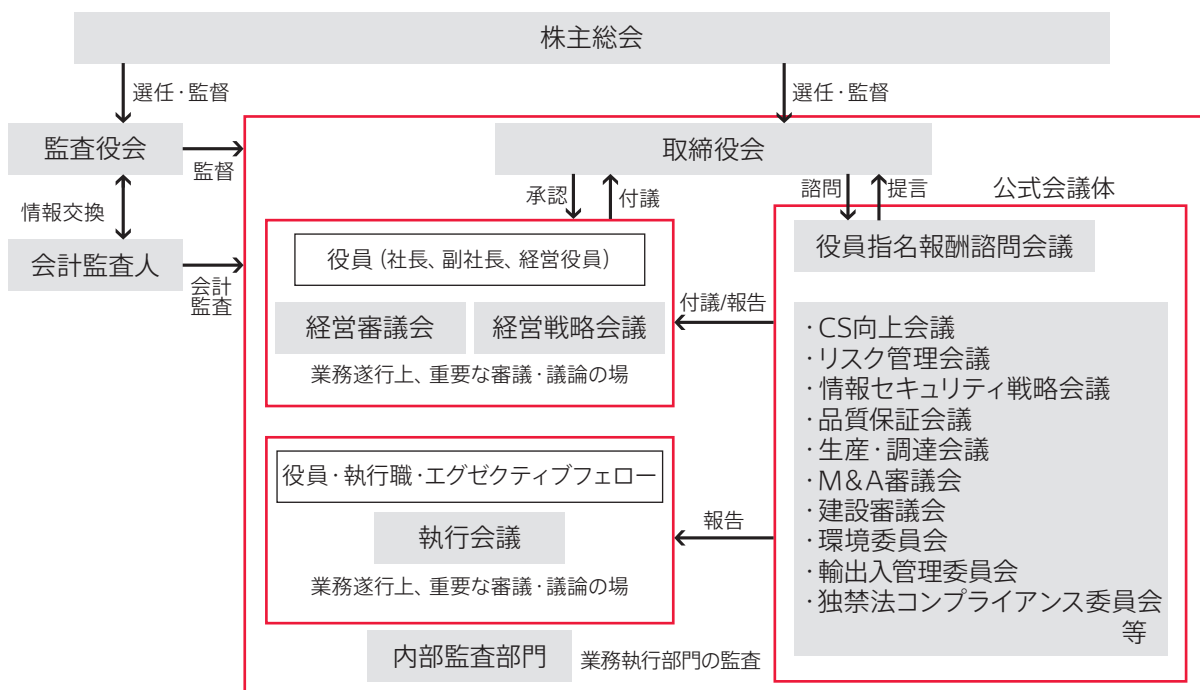 株主総会
選任・監督
選任・監督
監査役会
監督
取締役会
情報交換
承認
付議
諮問
提言
公式会議体
会計監査人
会計
監査
役員（社長、副社長、経営役員）
経営審議会
経営戦略会議
業務遂行上、重要な審議・議論の場
付議/報告
役員指名報酬諮問会議
・CS向上会議
・リスク管理会議
・情報セキュリティ戦略会議
・品質保証会議
・生産・調達会議
・M&A審議会
・建設審議会
・環境委員会
・輸出入管理委員会
・独禁法コンプライアンス委員会
等
役員・執行職・エグゼクティブフェロー
執行会議
業務遂行上、重要な審議・議論の場
報告
内部監査部門
業務執行部門の監査